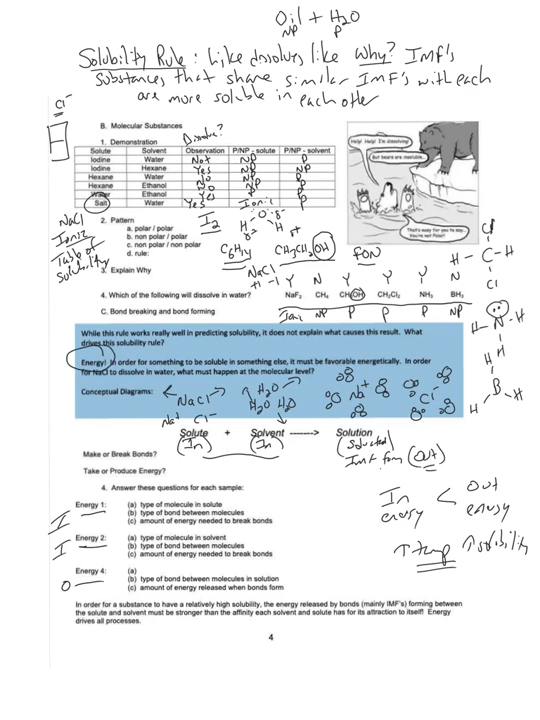 Oil + H2O
NP P
Solubility Rule : Like dissolves like Why? IMF's
Substances that share similar IMF's with each
are more soluble in each other
Cl-
B. Molecular Substances
1. Demonstration
Dissolve?
Solute Solvent Observation P/NP - solute P/NP - solvent
Iodine Water Not NP P
Iodine Hexane Yes NP NP
Hexane Water No NP P
Hexane Ethanol No NP P
Water Ethanol Yes P P
Salt Water Yes Ionic P
Help! Help! I'm dissolving!
But bears are insoluble.
That's easy for you to say.
You're not Polar!
NaCl
Ionic
Table of
Solubility
2. Pattern
a. polar / polar
b. non polar / polar
c. non polar / non polar
d. rule:
I2
C6H14
CH3CH2OH
FON
3. Explain Why
NaCl
Y N Y Y Y N
4. Which of the following will dissolve in water? NaF, CH4 CH3OH CH2Cl2 NH3 BH3
Ionic NP P P P NP
C. Bond breaking and bond forming
Cl
H - C - H
Cl
H - N - H
H
H
B
H - H
While this rule works really well in predicting solubility, it does not explain what causes this result. What
drives this solubility rule?
Energy! In order for something to be soluble in something else, it must be favorable energetically. In order
for NaCl to dissolve in water, what must happen at the molecular level?
Conceptual Diagrams:
NaCl
H2O
H2O H2O
Na+
Cl-
Na+ Cl-
Solute + Solvent -------> Solution
(In) (In)
Make or Break Bonds?
IMF form (Out)
Take or Produce Energy?
4. Answer these questions for each sample:
Energy 1: (a) type of molecule in solute
(b) type of bond between molecules
(c) amount of energy needed to break bonds
I
Energy 2: (a) type of molecule in solvent
(b) type of bond between molecules
(c) amount of energy needed to break bonds
I
Energy 4: (a)
(b) type of bond between molecules in solution
(c) amount of energy released when bonds form
O
In < Out
energy energy
↑temp ↑solubility
In order for a substance to have a relatively high solubility, the energy released by bonds (mainly IMF's) forming between
the solute and solvent must be stronger than the affinity each solvent and solute has for its attraction to itself! Energy
drives all processes.
4